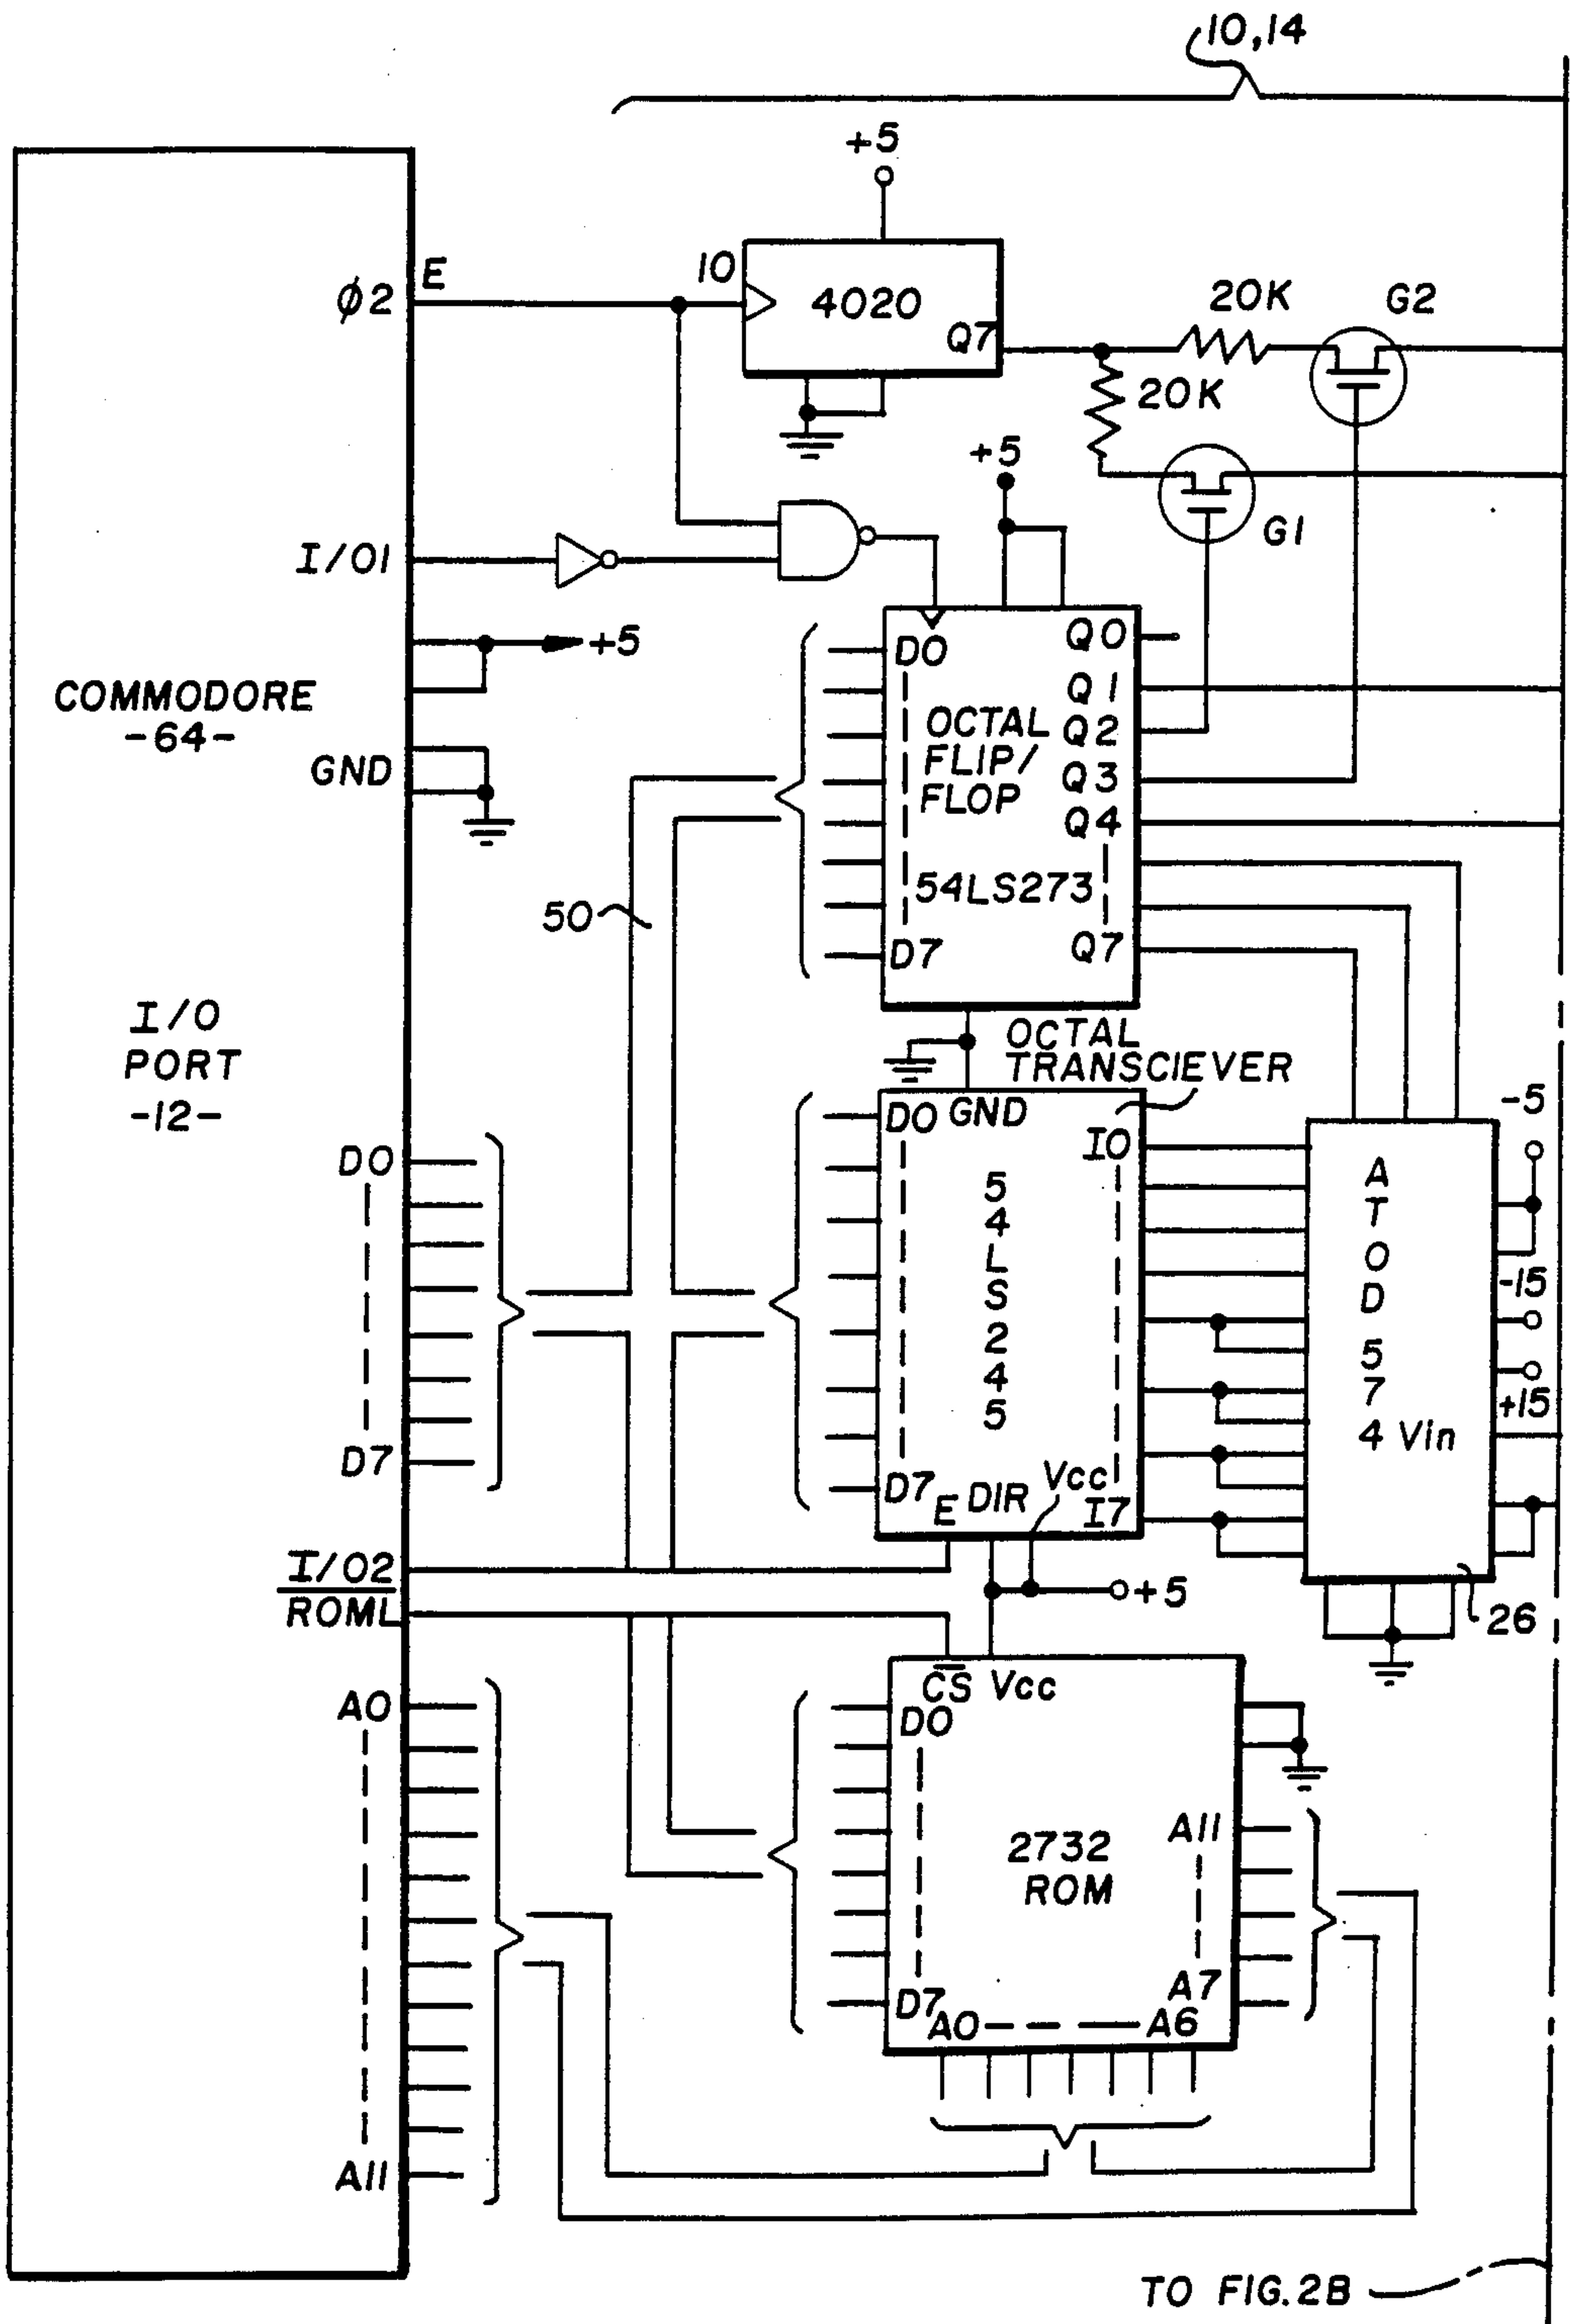 10,14
+5
E
φ2
10
4020
Q7
20K
G2
20K
+5
G1
I/O1
+5
COMMODORE
-64-
GND
D0
Q0
Q1
OCTAL
FLIP/
FLOP
Q2
Q3
Q4
54LS273
D7
Q7
50
I/O
PORT
-12-
OCTAL
TRANSCIEVER
D0
GND
I0
5
4
L
S
2
4
5
D7
E
DIR
Vcc
I7
-5
A
T
O
D
5
7
4
Vin
-15
+15
D0
D7
I/O2
ROML
+5
26
A0
A11
CS
Vcc
D0
2732
ROM
A11
A7
D7
A0
A6
TO FIG.2B